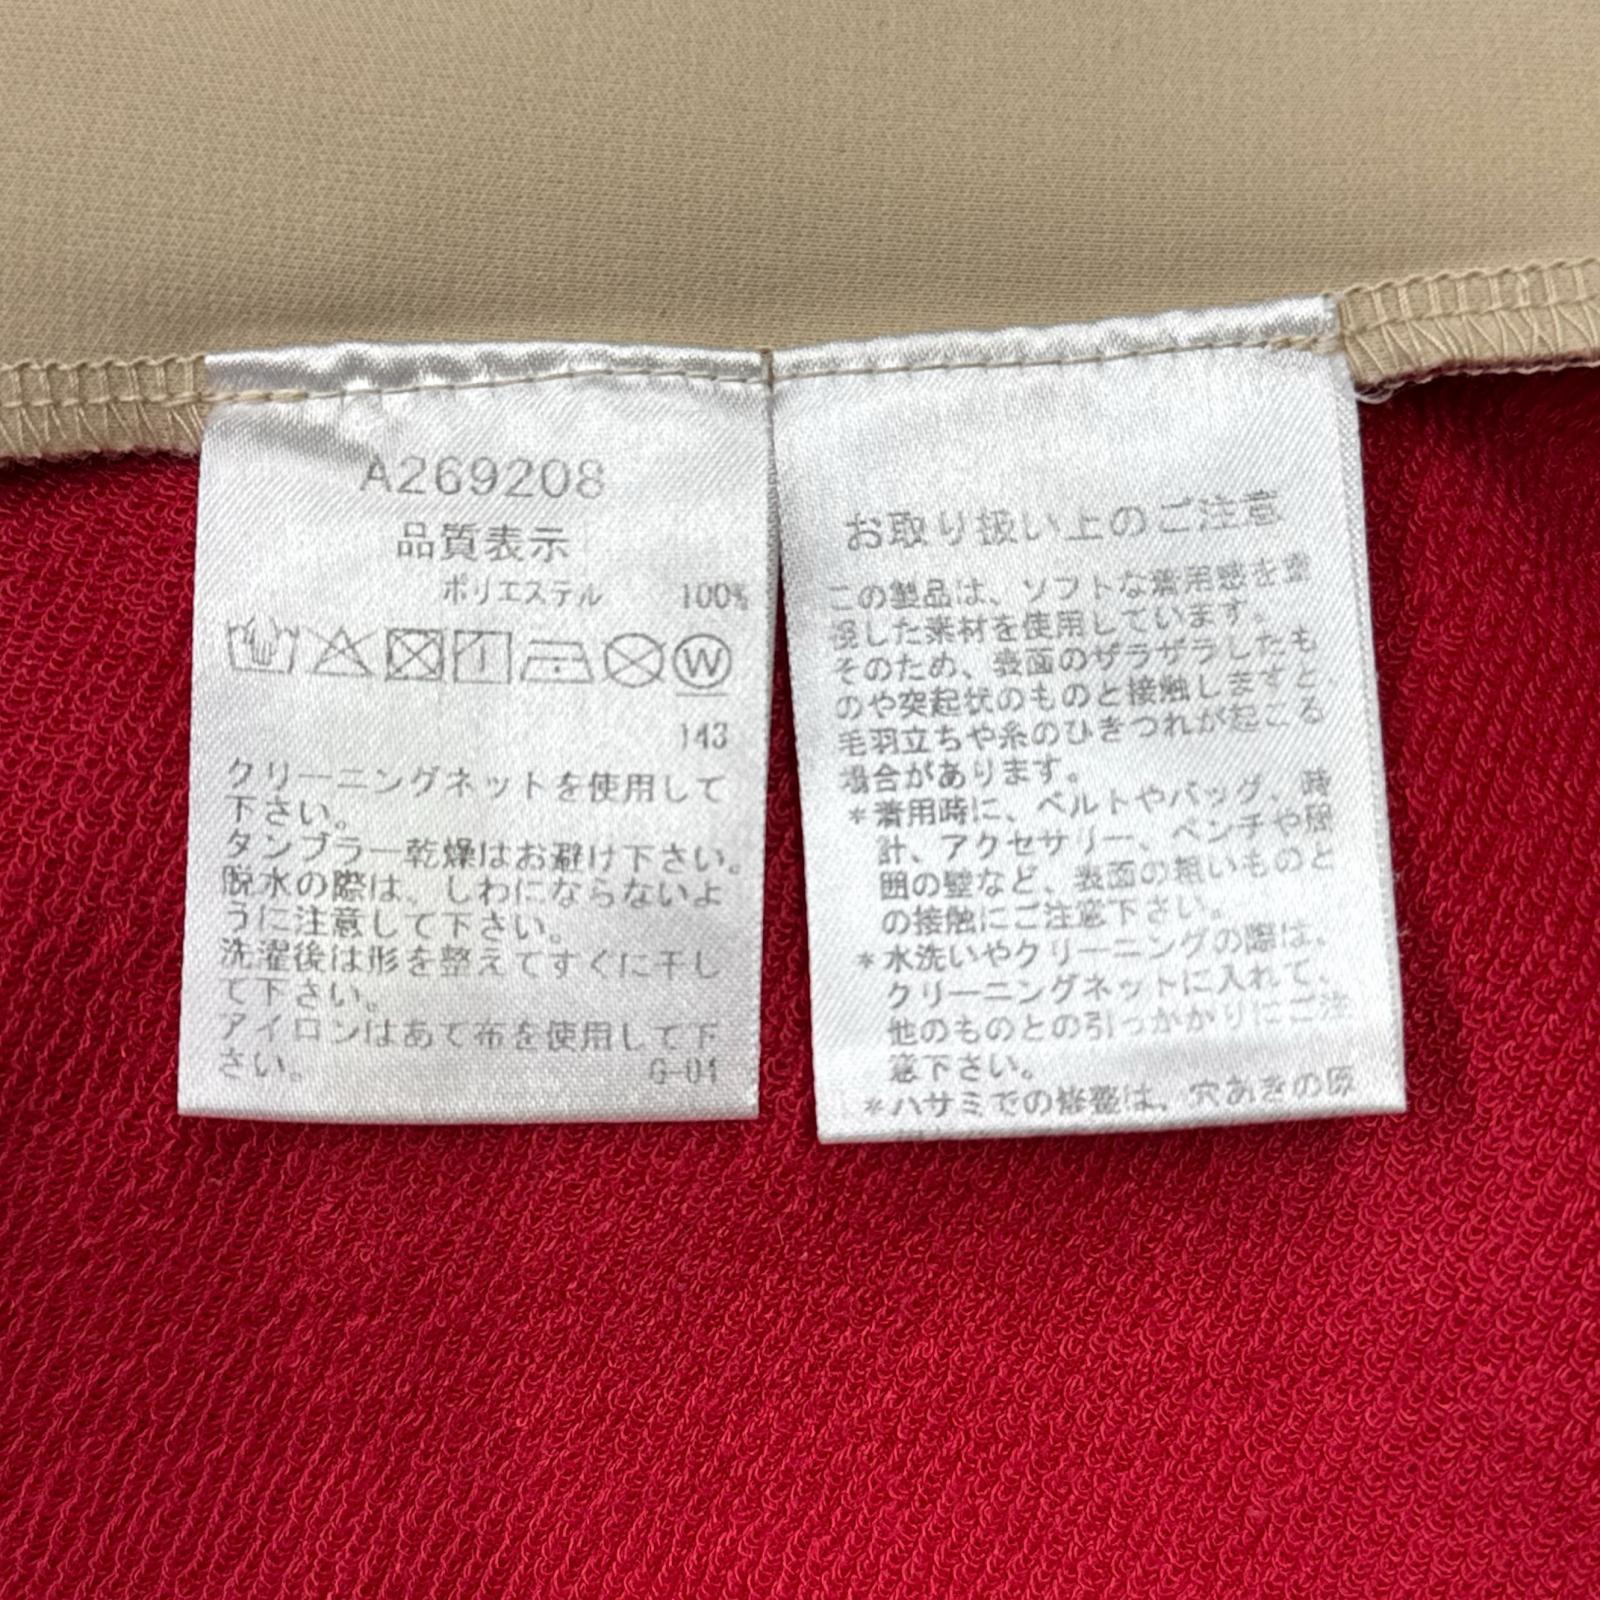 A269208
品質表示
ポリエステル 100%
W
143
クリーニングネットを使用して
下さい。
タンブラー乾燥はお避け下さい。
脱水の際は、しわにならないよ
うに注意して下さい。
洗濯後は形を整えてすぐに干し
て下さい。
アイロンはあて布を使用して下
さい。 G-01
お取り扱い上のご注意
この製品は、ソフトな着用感を重
視した素材を使用しています。
そのため、表面のザラザラしたも
のや突起状のものと接触しますと、
毛羽立ちや糸のひきつれが起こる
場合があります。
*着用時に、ベルトやバッグ、時
計、アクセサリー、ベンチや周
囲の壁など、表面の粗いものと
の接触にご注意下さい。
*水洗いやクリーニングの際は、
クリーニングネットに入れて、
他のものとの引っかかりにご注
意下さい。
*ハサミでの修整は、穴あきの原